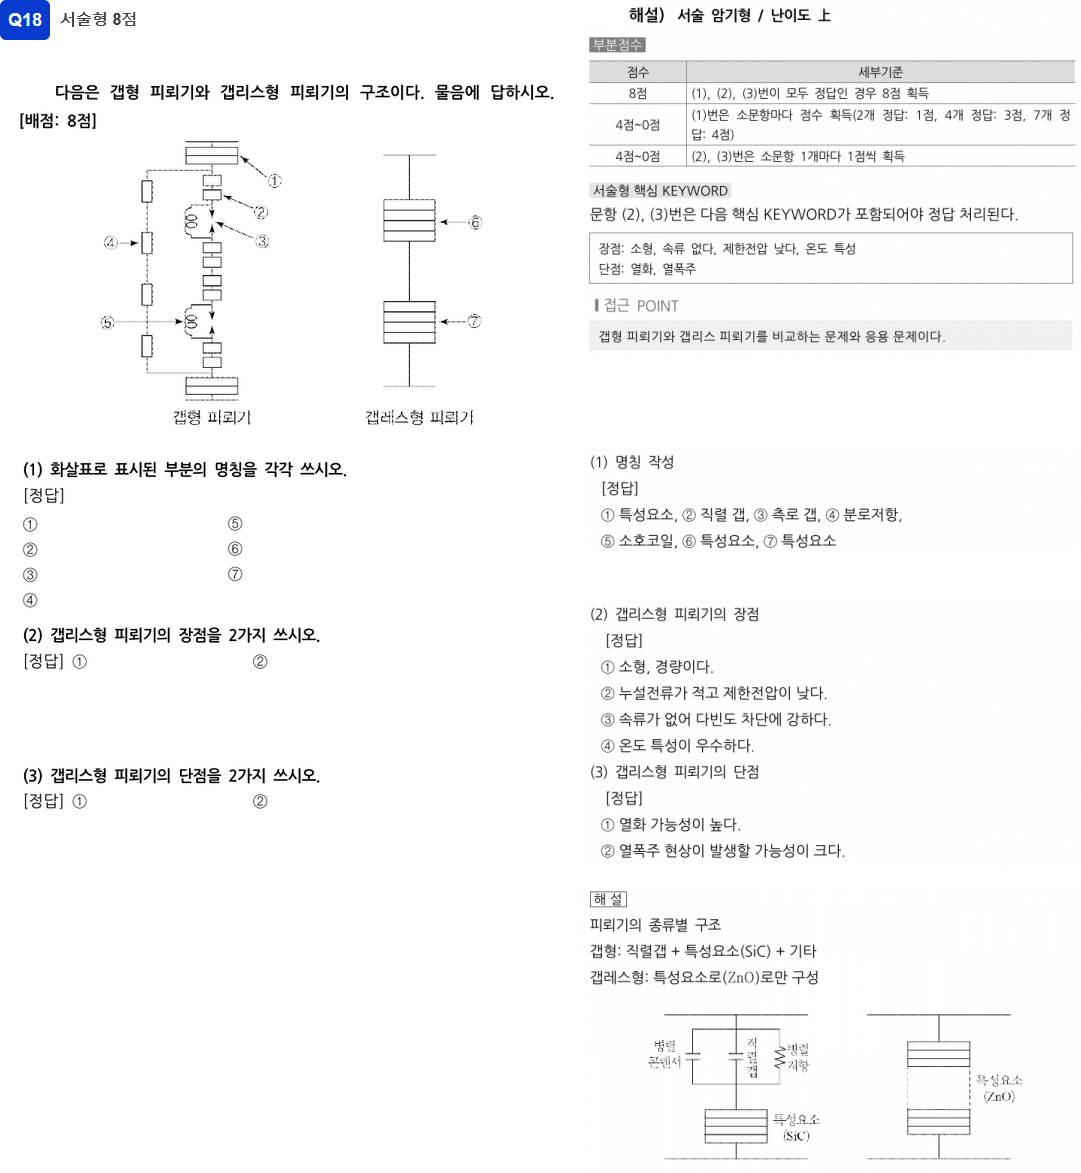 Q18 서술형 8점
다음은 갭형 피뢰기와 갭리스형 피뢰기의 구조이다. 물음에 답하시오.
[배점: 8점]
①
②
③
④
⑤
⑥
⑦
갭형 피뢰기
갭레스형 피뢰기
(1) 화살표로 표시된 부분의 명칭을 각각 쓰시오.
[정답]
① ⑤
② ⑥
③ ⑦
④
(2) 갭리스형 피뢰기의 장점을 2가지 쓰시오.
[정답] ① ②
(3) 갭리스형 피뢰기의 단점을 2가지 쓰시오.
[정답] ① ②
해설) 서술 암기형 / 난이도 上
부분점수
점수 세부기준
8점 (1), (2), (3)번이 모두 정답인 경우 8점 획득
4점~0점 (1)번은 소문항마다 점수 획득(2개 정답: 1점, 4개 정답: 3점, 7개 정
답: 4점)
4점~0점 (2), (3)번은 소문항 1개마다 1점씩 획득
서술형 핵심 KEYWORD
문항 (2), (3)번은 다음 핵심 KEYWORD가 포함되어야 정답 처리된다.
장점: 소형, 속류 없다, 제한전압 낮다, 온도 특성
단점: 열화, 열폭주
접근 POINT
갭형 피뢰기와 갭리스 피뢰기를 비교하는 문제와 응용 문제이다.
(1) 명칭 작성
[정답]
① 특성요소, ② 직렬 갭, ③ 측로 갭, ④ 분로저항,
⑤ 소호코일, ⑥ 특성요소, ⑦ 특성요소
(2) 갭리스형 피뢰기의 장점
[정답]
① 소형, 경량이다.
② 누설전류가 적고 제한전압이 낮다.
③ 속류가 없어 다빈도 차단에 강하다.
④ 온도 특성이 우수하다.
(3) 갭리스형 피뢰기의 단점
[정답]
① 열화 가능성이 높다.
② 열폭주 현상이 발생할 가능성이 크다.
해 설
피뢰기의 종류별 구조
갭형: 직렬갭 + 특성요소(SiC) + 기타
갭레스형: 특성요소로(ZnO)로만 구성
병렬
콘덴서
직렬갭
병렬
저항
특성요소
(SiC)
특성요소
(ZnO)